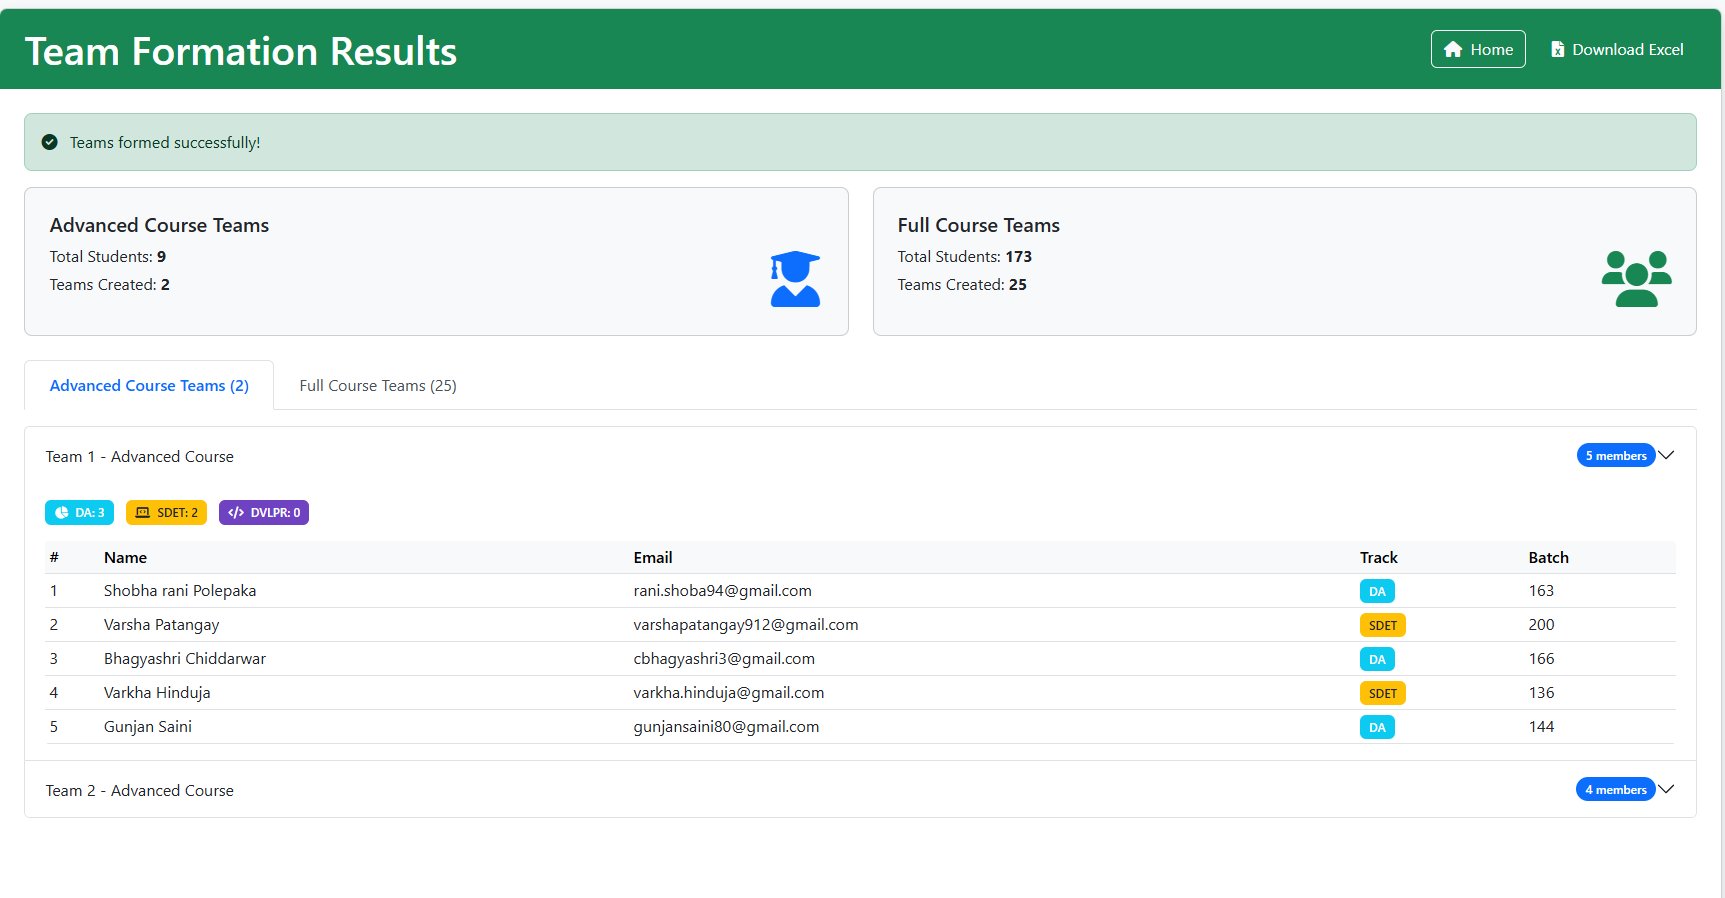 Team Formation Results
Home
Download Excel
Teams formed successfully!
Advanced Course Teams
Total Students: 9
Teams Created: 2
Full Course Teams
Total Students: 173
Teams Created: 25
Advanced Course Teams (2)
Full Course Teams (25)
Team 1 - Advanced Course
5 members
DA: 3
SDET: 2
DVLPR: 0
# Name Email Track Batch
1 Shobha rani Polepaka rani.shoba94@gmail.com DA 163
2 Varsha Patangay varshapatangay912@gmail.com SDET 200
3 Bhagyashri Chiddarwar cbhagyashri3@gmail.com DA 166
4 Varkha Hinduja varkha.hinduja@gmail.com SDET 136
5 Gunjan Saini gunjansaini80@gmail.com DA 144
Team 2 - Advanced Course
4 members